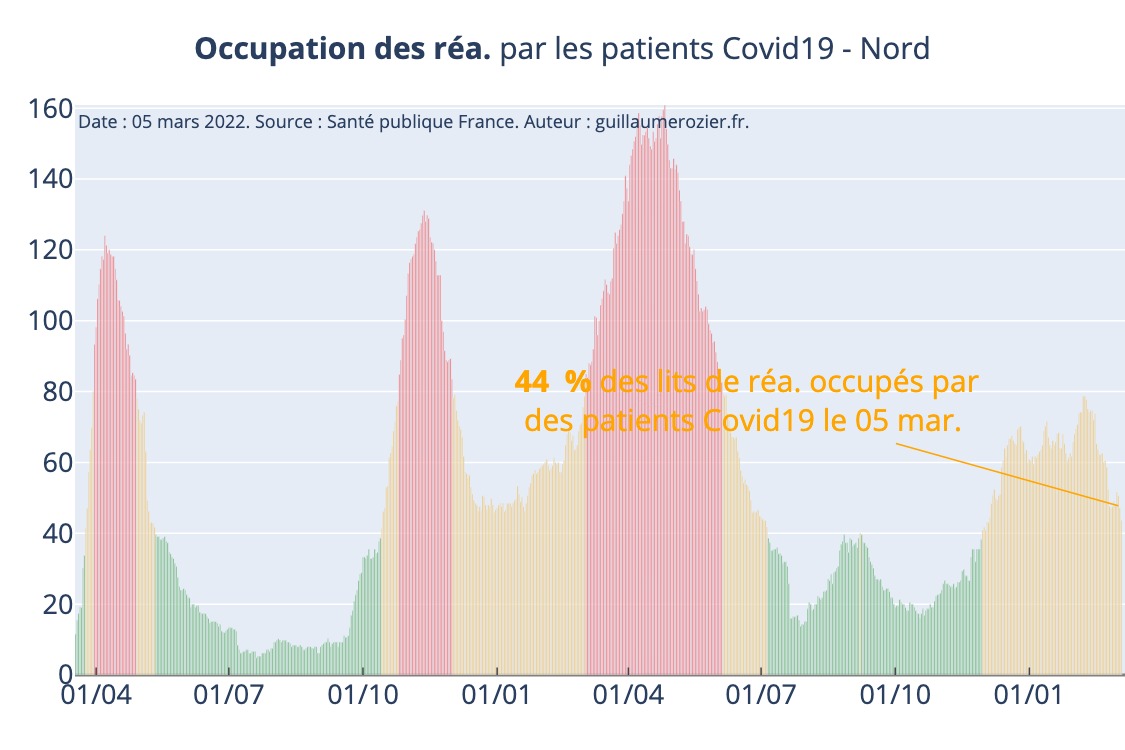 Occupation des réa. par les patients Covid19 - Nord
160
Date : 05 mars 2022. Source : Santé publique France. Auteur : guillaumerozier.fr.
140
120
100
80
44 % des lits de réa. occupés par
des patients Covid19 le 05 mar.
60
40
20
0
01/04 01/07 01/10 01/01 01/04 01/07 01/10 01/01